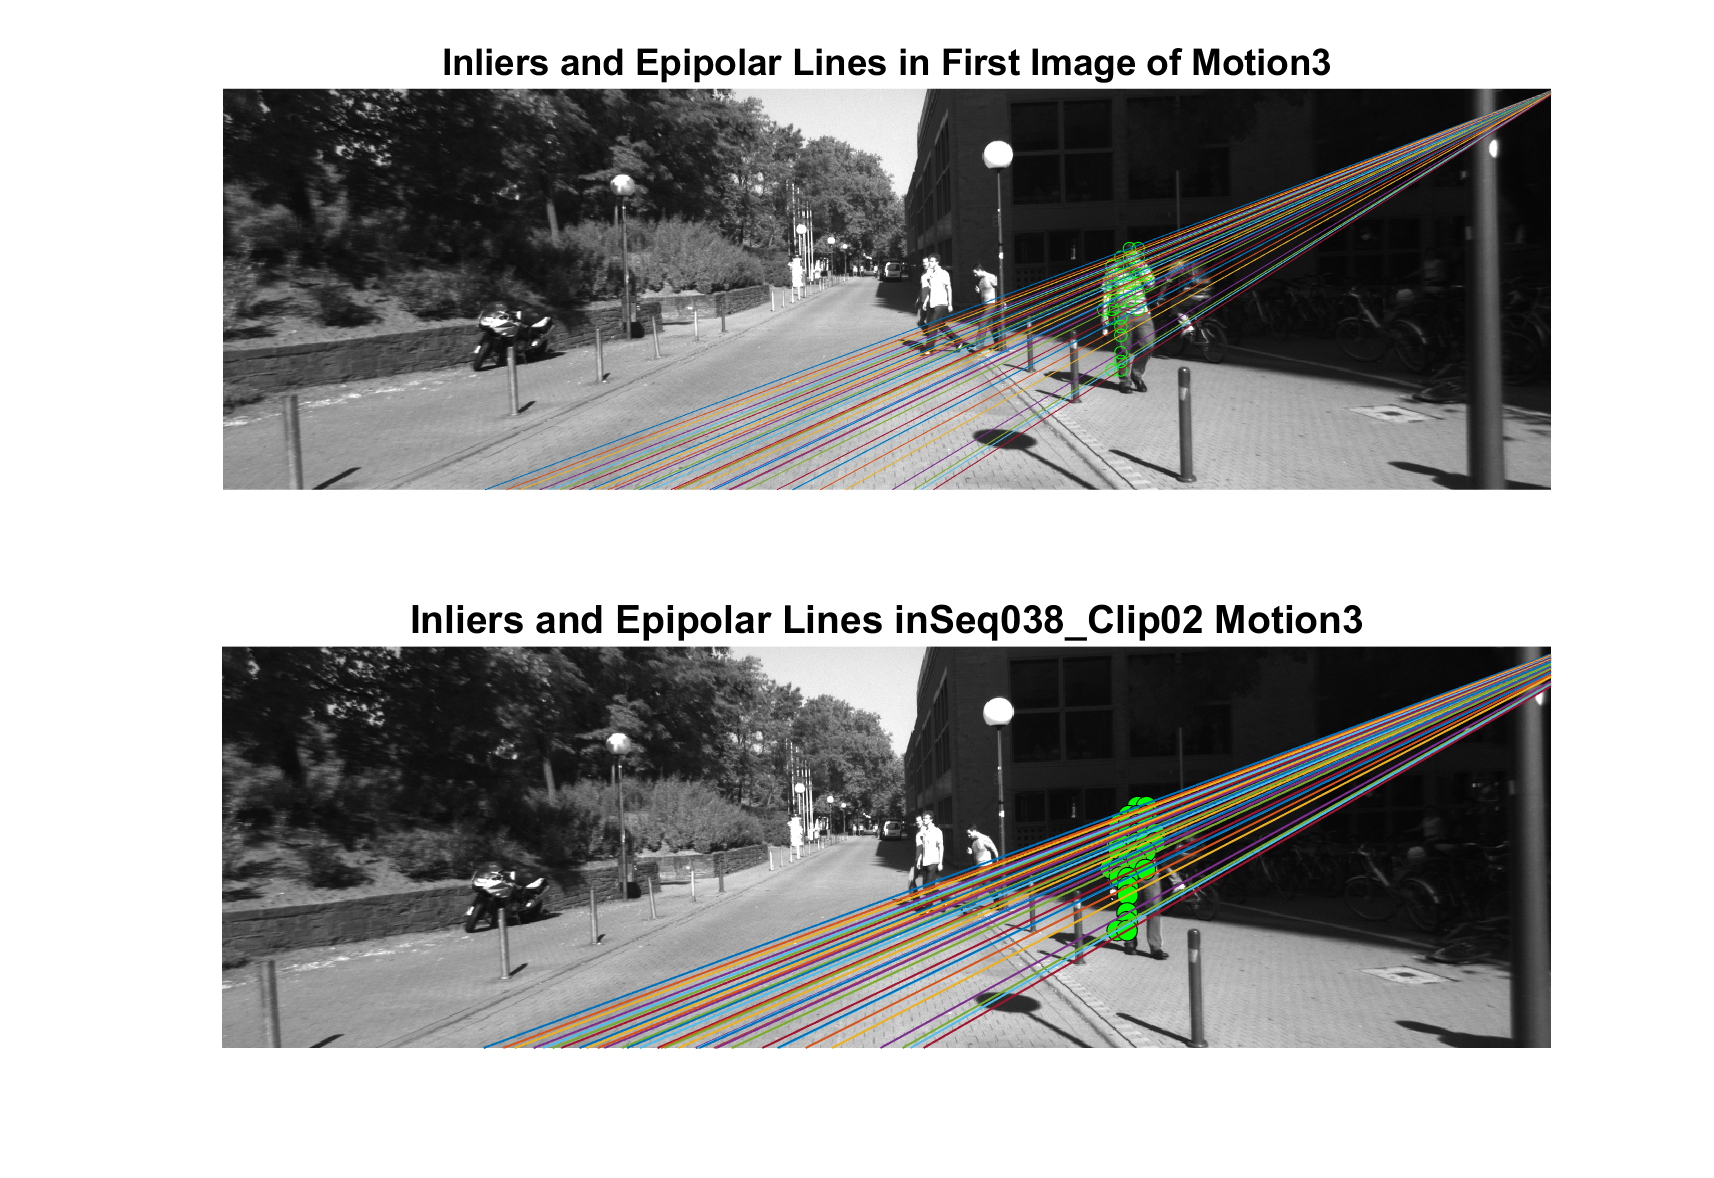 Inliers and Epipolar Lines in First Image of Motion3
Inliers and Epipolar Lines inSeq038_Clip02 Motion3